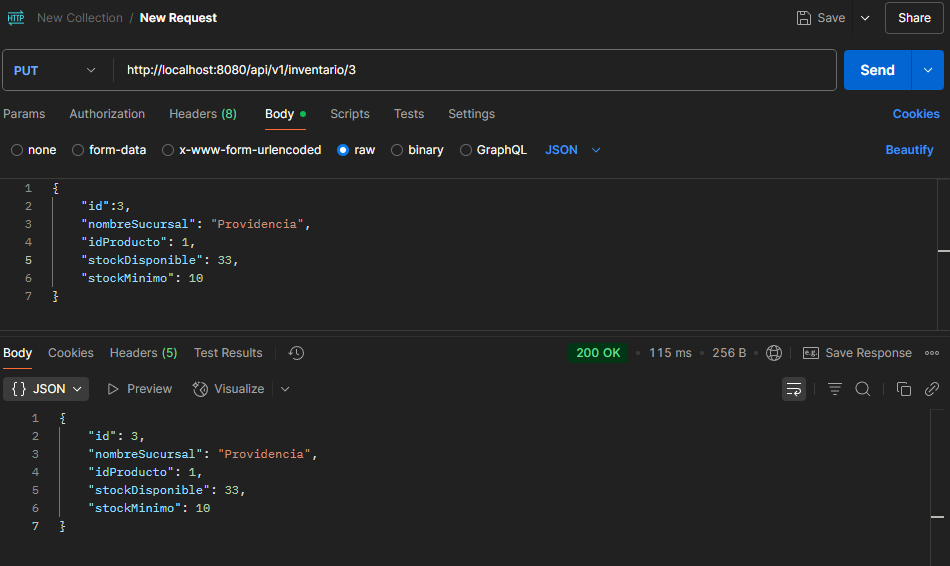 HTTP New Collection / New Request Save Share
PUT http://localhost:8080/api/v1/inventario/3 Send
Params Authorization Headers (8) Body Scripts Tests Settings Cookies
none form-data x-www-form-urlencoded raw binary GraphQL JSON Beautify
1 {
2 "id":3,
3 "nombreSucursal": "Providencia",
4 "idProducto": 1,
5 "stockDisponible": 33,
6 "stockMinimo": 10
7 }
Body Cookies Headers (5) Test Results 200 OK 115 ms 256 B e.g. Save Response
{} JSON Preview Visualize
1 {
2 "id": 3,
3 "nombreSucursal": "Providencia",
4 "idProducto": 1,
5 "stockDisponible": 33,
6 "stockMinimo": 10
7 }